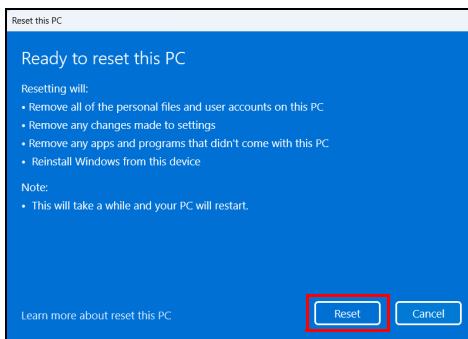 Reset this PC
Ready to reset this PC
Resetting will:
• Remove all of the personal files and user accounts on this PC
• Remove any changes made to settings
• Remove any apps and programs that didn't come with this PC
• Reinstall Windows from this device
Note:
• This will take a while and your PC will restart.
Learn more about reset this PC
Reset
Cancel